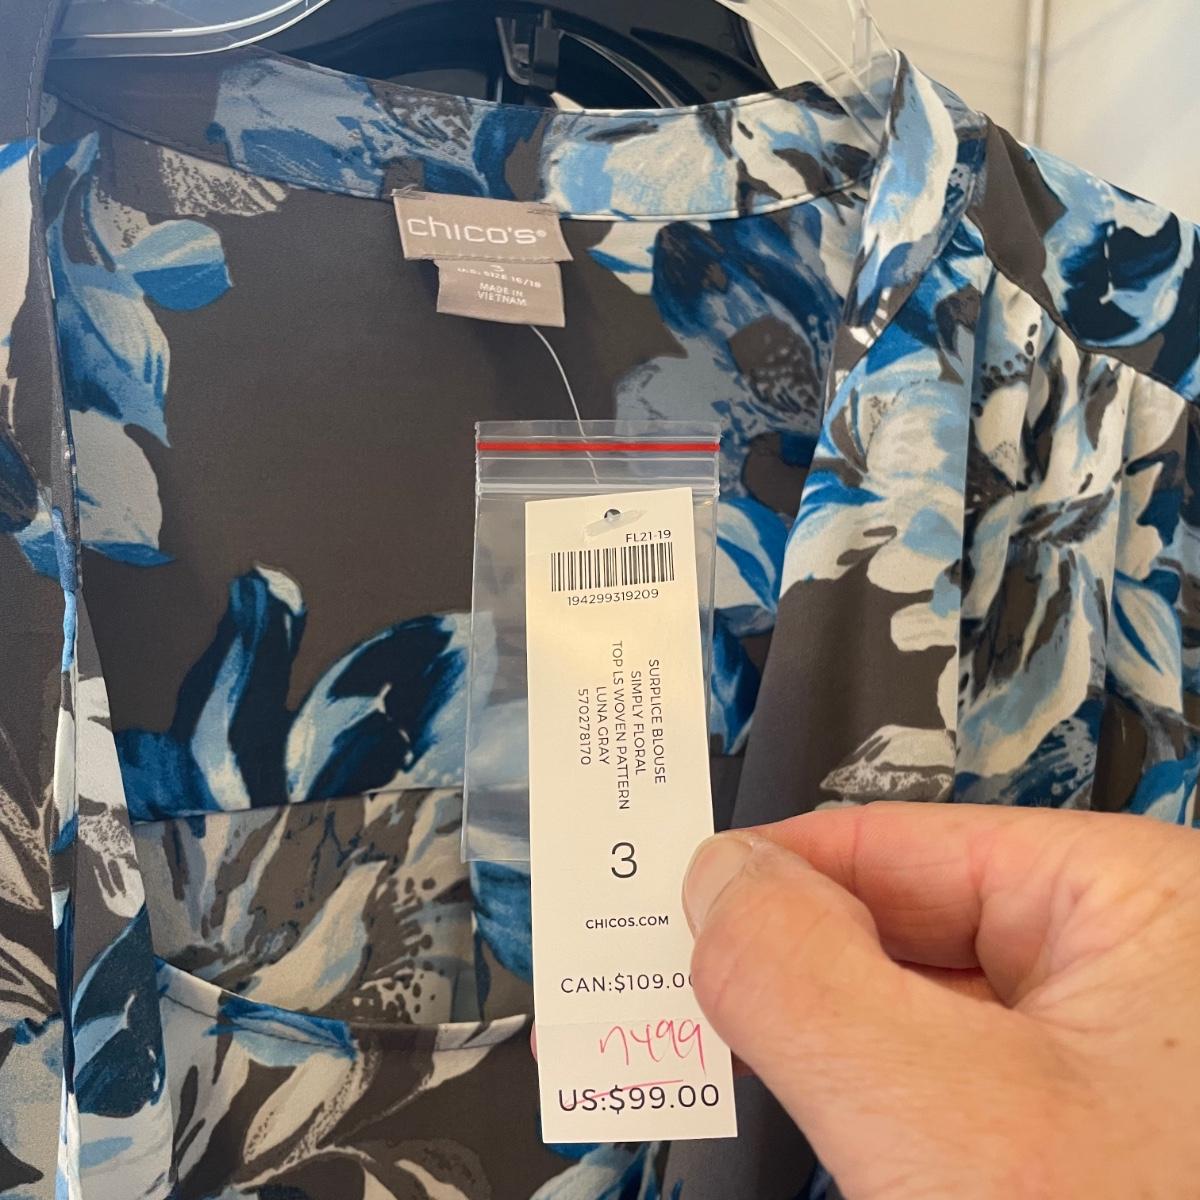 chico's®
3
U.S. SIZE 16/18
MADE IN
VIETNAM
FL21-19
194299319209
SURPLICE BLOUSE
SIMPLY FLORAL
TOP LS WOVEN PATTERN
LUNA GRAY
570278170
3
CHICOS.COM
CAN:$109.0
7499
US:$99.00